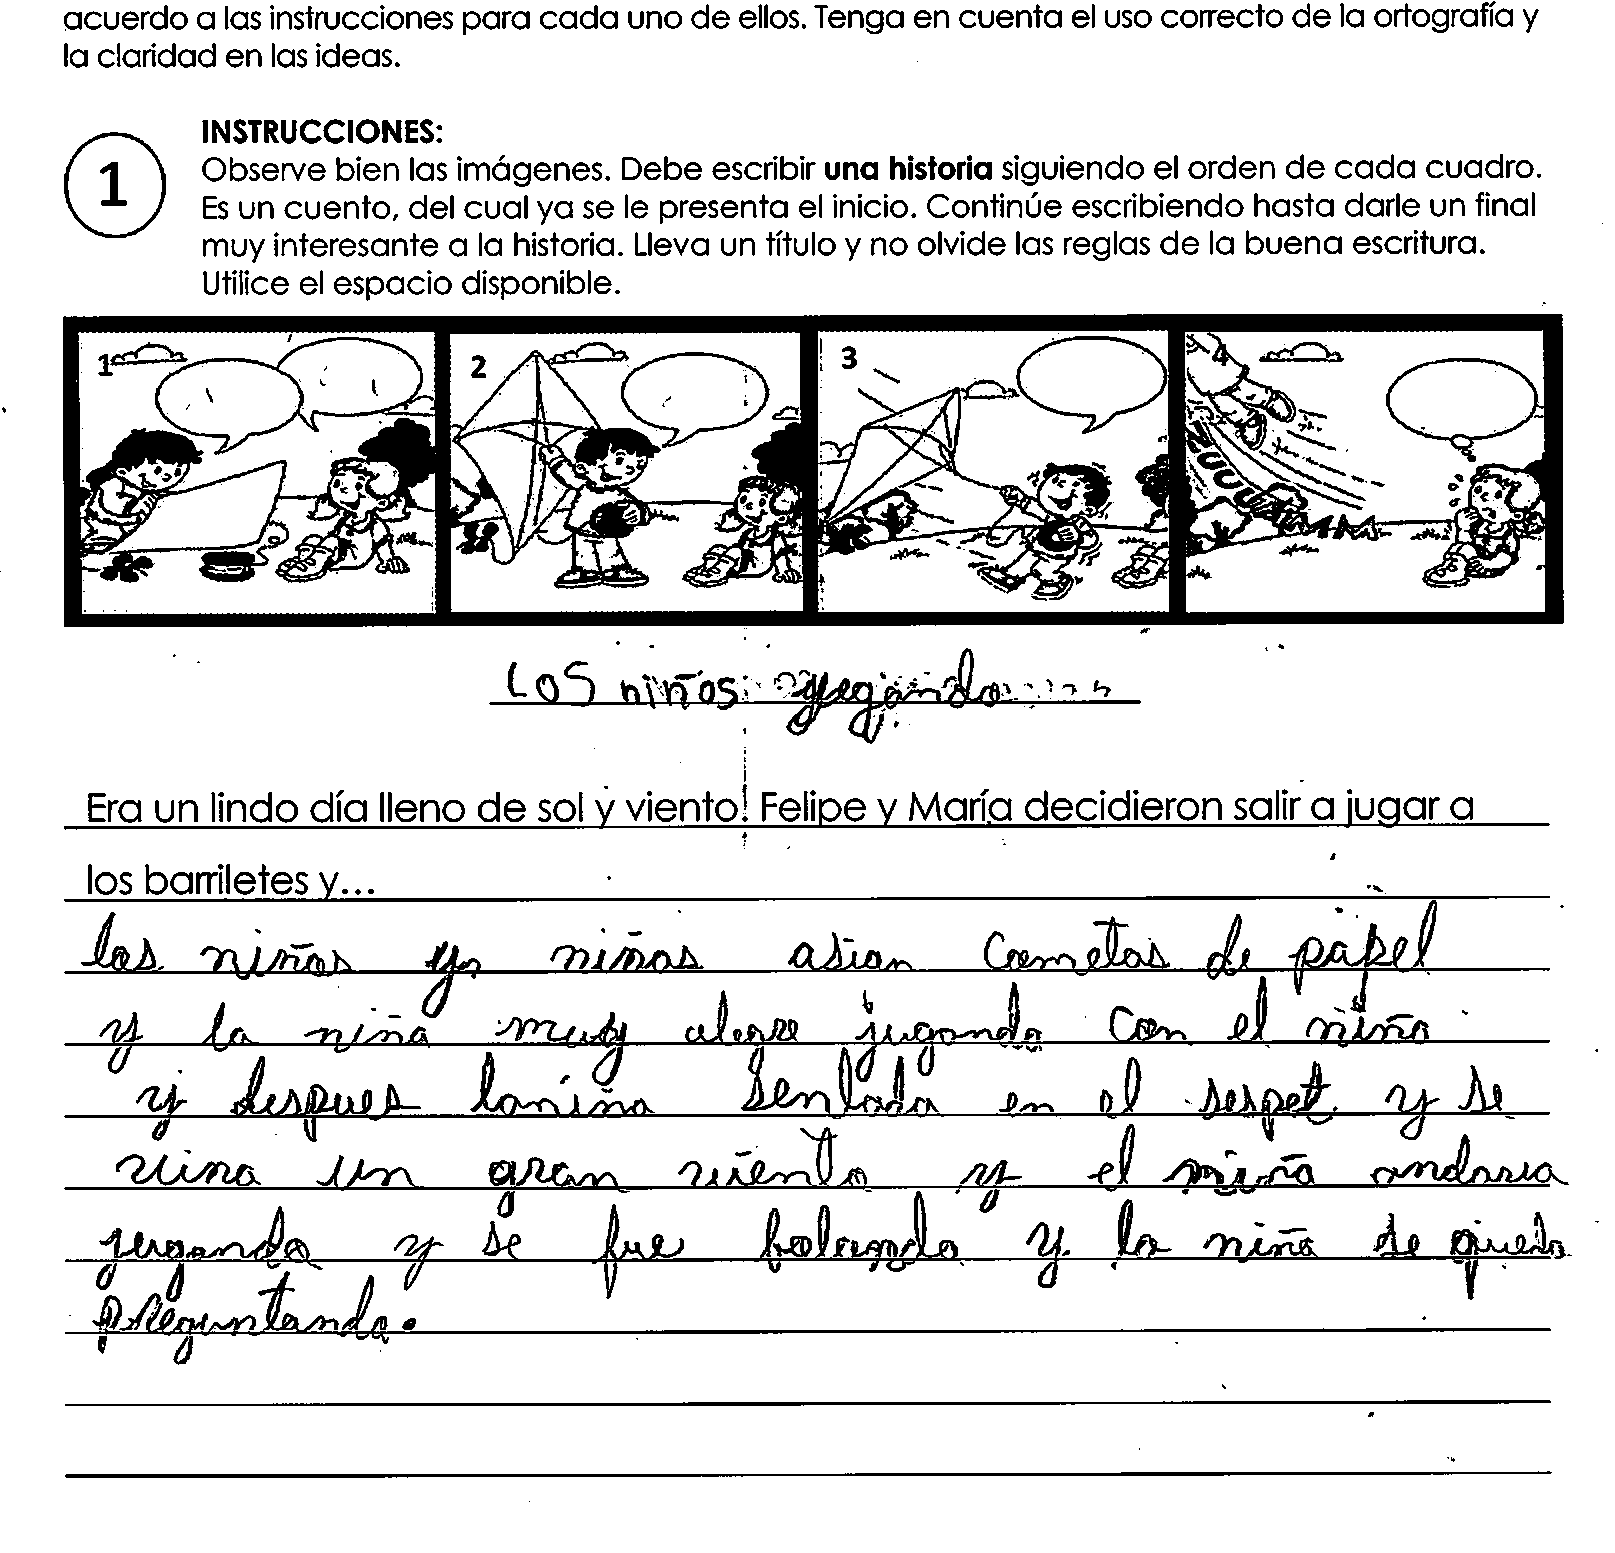 acuerdo a las instrucciones para cada uno de ellos. Tenga en cuenta el uso correcto de la ortografía y
la claridad en las ideas.
1
INSTRUCCIONES:
Observe bien las imágenes. Debe escribir una historia siguiendo el orden de cada cuadro.
Es un cuento, del cual ya se le presenta el inicio. Continúe escribiendo hasta darle un final
muy interesante a la historia. Lleva un título y no olvide las reglas de la buena escritura.
Utilice el espacio disponible.
1 2 3 4
Los niños
Era un lindo día lleno de sol y viento! Felipe y María decidieron salir a jugar a
los barriletes y...
los niños y niñas asian cometas de papel
y la niña muy jugando con el niño
y despues la niña sentada en el sespet y se
vino un gran viento y el niño andaria
jugando y se fue bolando y la niña se quedo
preguntando.